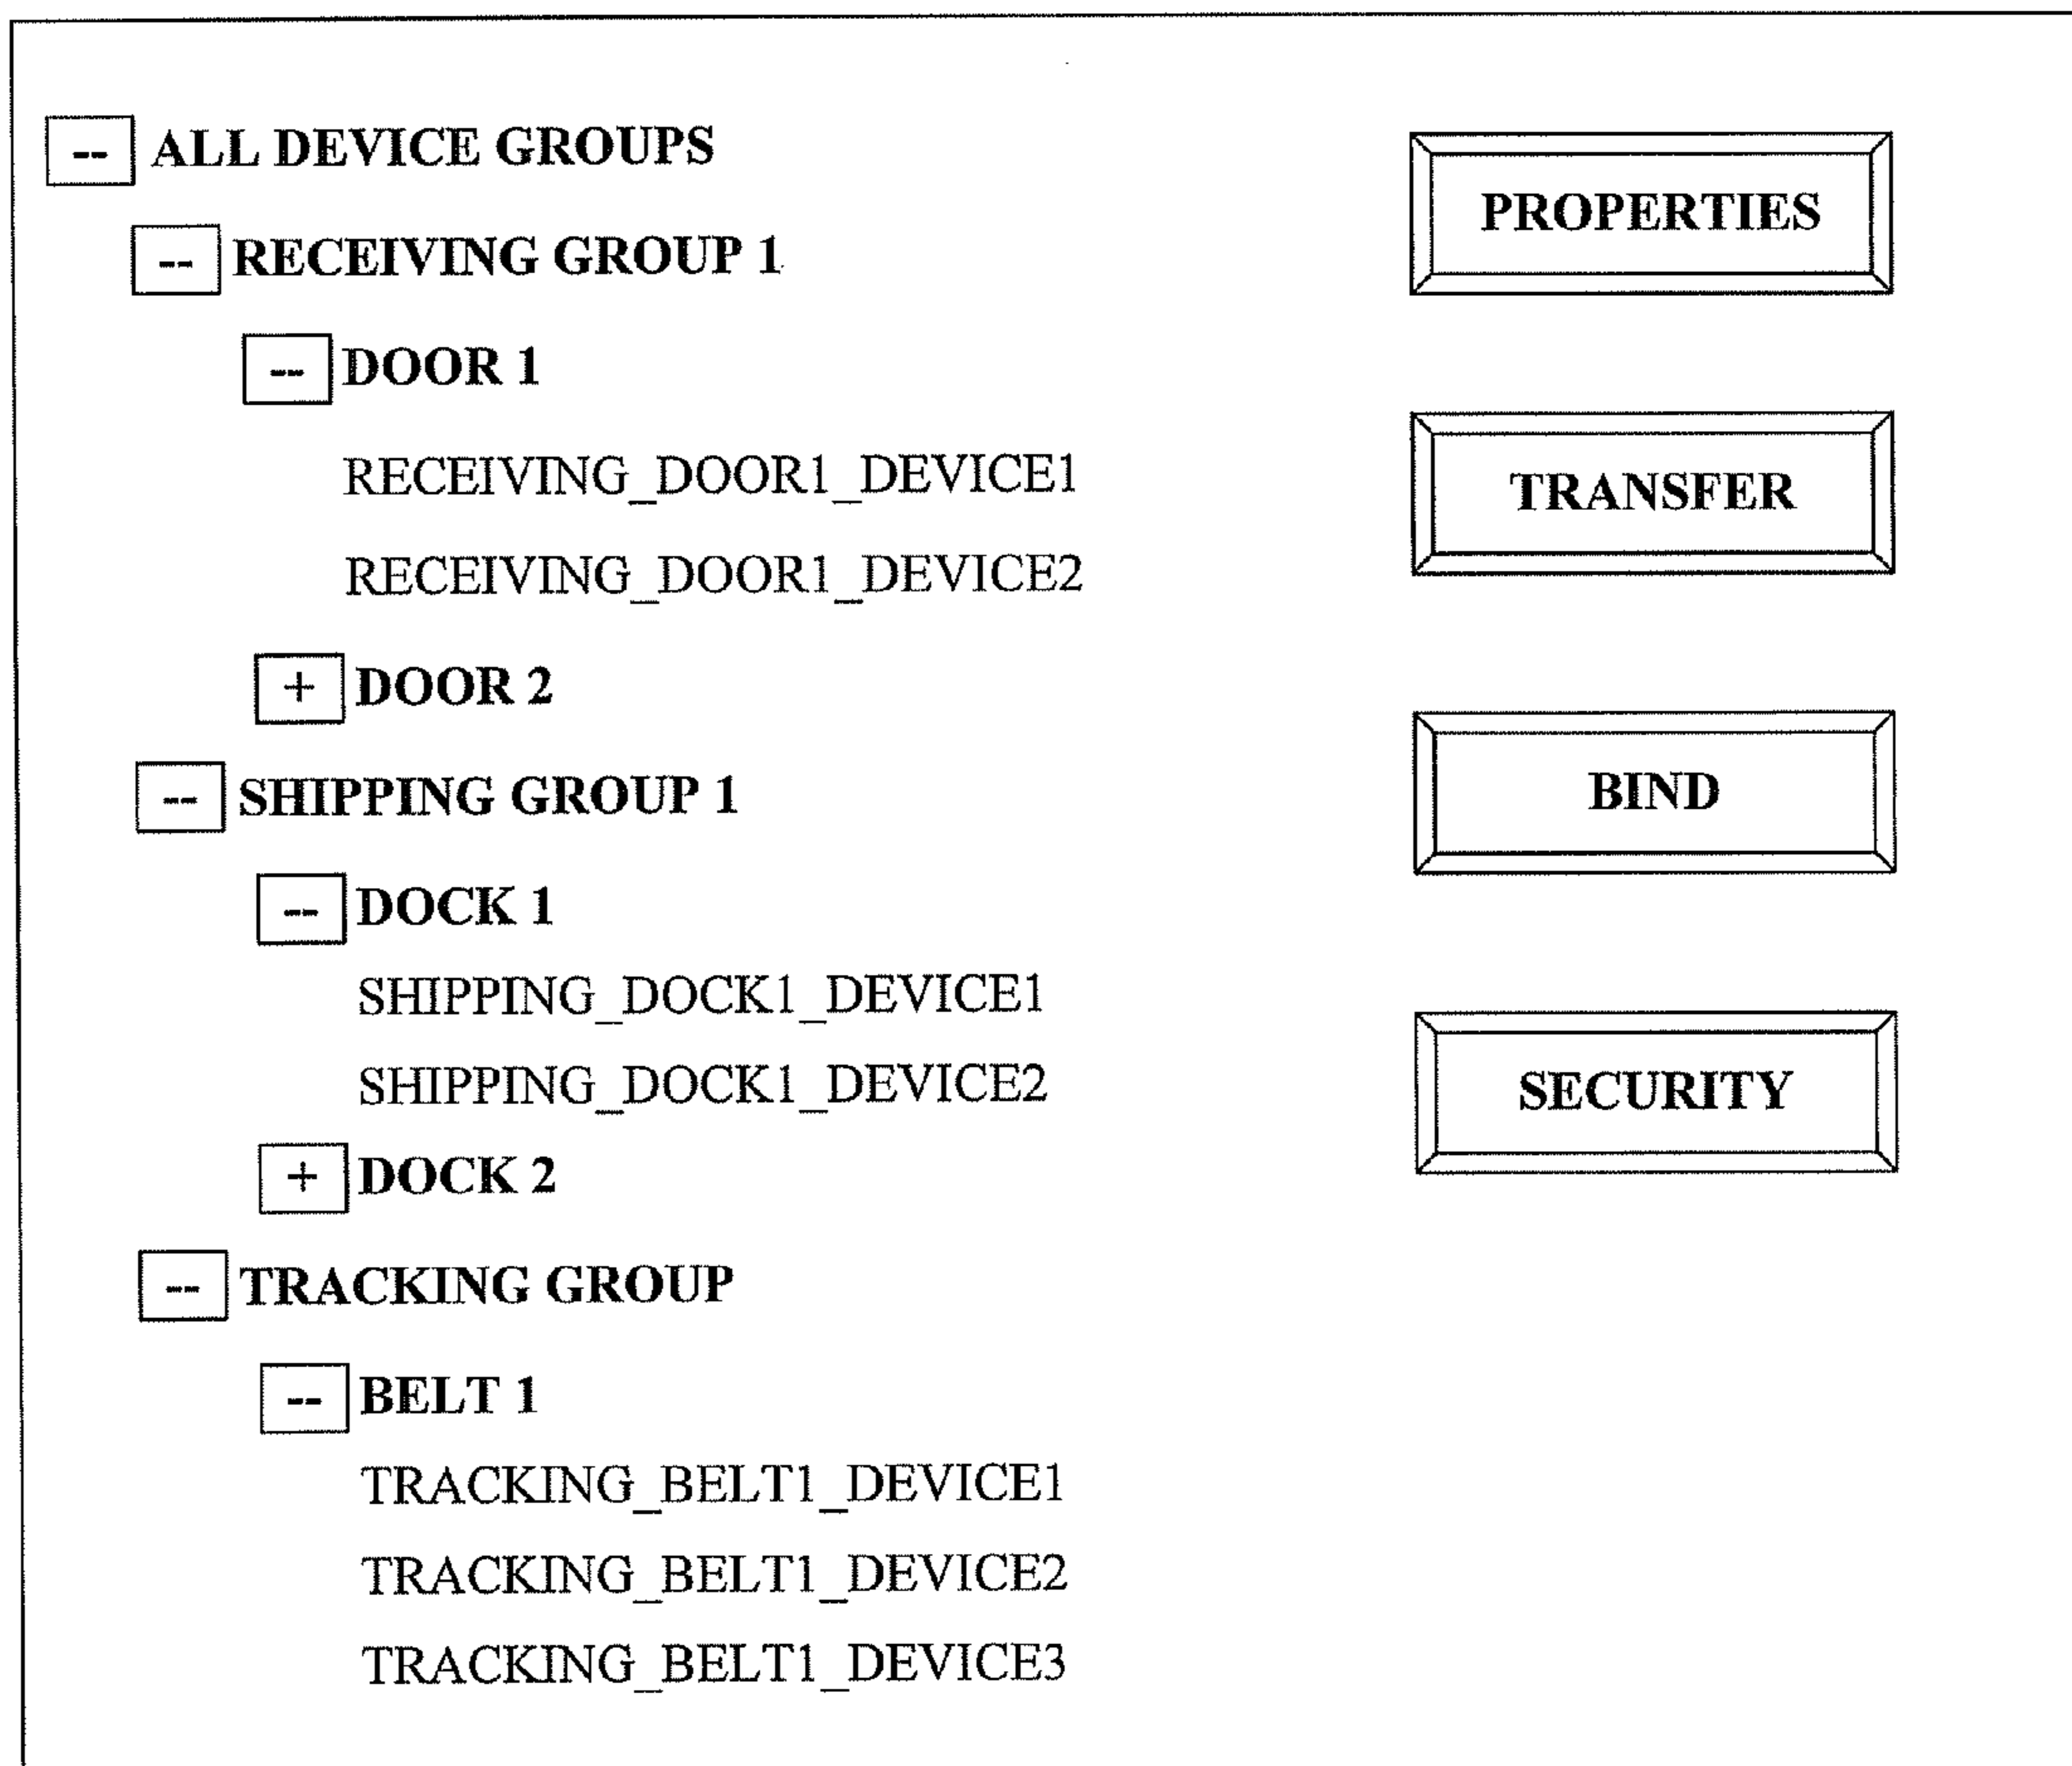 -- ALL DEVICE GROUPS
-- RECEIVING GROUP 1
-- DOOR 1
RECEIVING_DOOR1_DEVICE1
RECEIVING_DOOR1_DEVICE2
+ DOOR 2
-- SHIPPING GROUP 1
-- DOCK 1
SHIPPING_DOCK1_DEVICE1
SHIPPING_DOCK1_DEVICE2
+ DOCK 2
-- TRACKING GROUP
-- BELT 1
TRACKING_BELT1_DEVICE1
TRACKING_BELT1_DEVICE2
TRACKING_BELT1_DEVICE3
PROPERTIES
TRANSFER
BIND
SECURITY